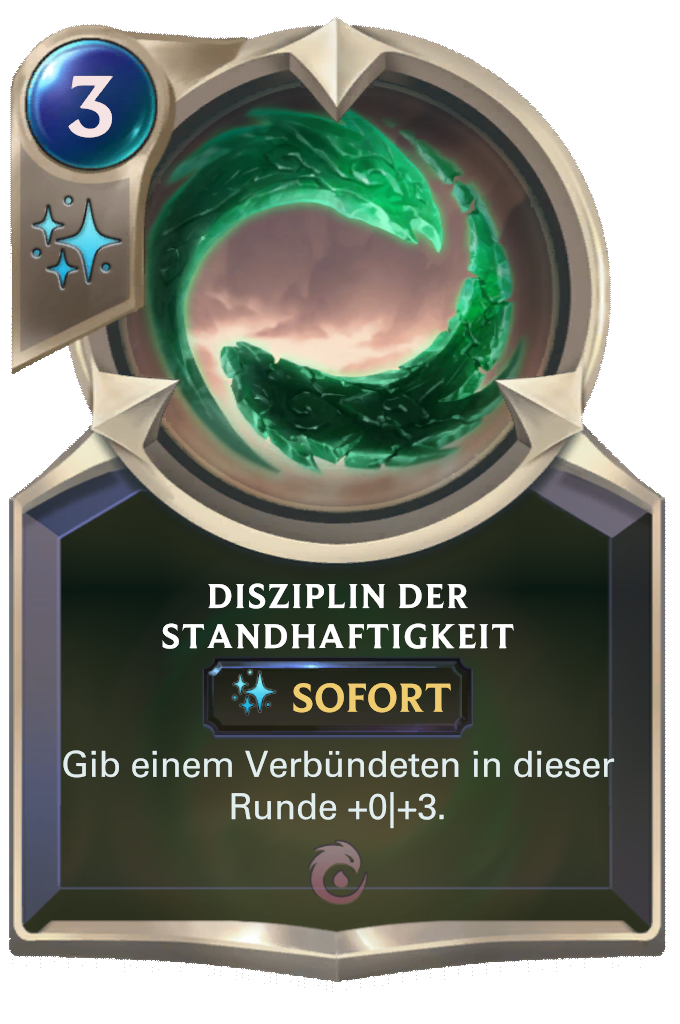 3
DISZIPLIN DER
STANDHAFTIGKEIT
SOFORT
Gib einem Verbündeten in dieser
Runde +0|+3.